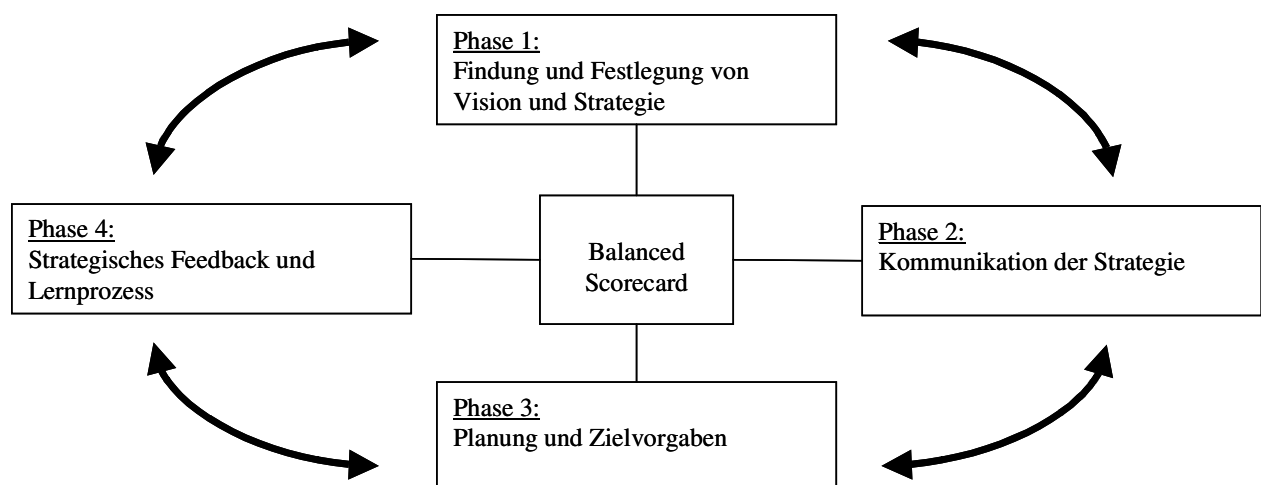 Phase 1:
Findung und Festlegung von
Vision und Strategie
Phase 4:
Strategisches Feedback und
Lernprozess
Balanced
Scorecard
Phase 2:
Kommunikation der Strategie
Phase 3:
Planung und Zielvorgaben